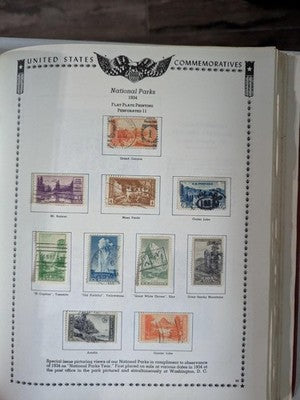 UNITED STATES COMMEMORATIVES
National Parks
1934
FLAT PLATE PRINTING
PERFORATED 11
Grand Canyon
Mt. Rainier
Mesa Verde
Crater Lake
"El Capitan", Yosemite
"Old Faithful", Yellowstone
"Great White Throne", Zion
Great Smoky Mountains
Acadia
Special issue picturing views of our National Parks in compliment to observance
of 1934 as "National Parks Year." First placed on sale at various dates in 1934 at
the post office in the park pictured and simultaneously at Washington, D. C.